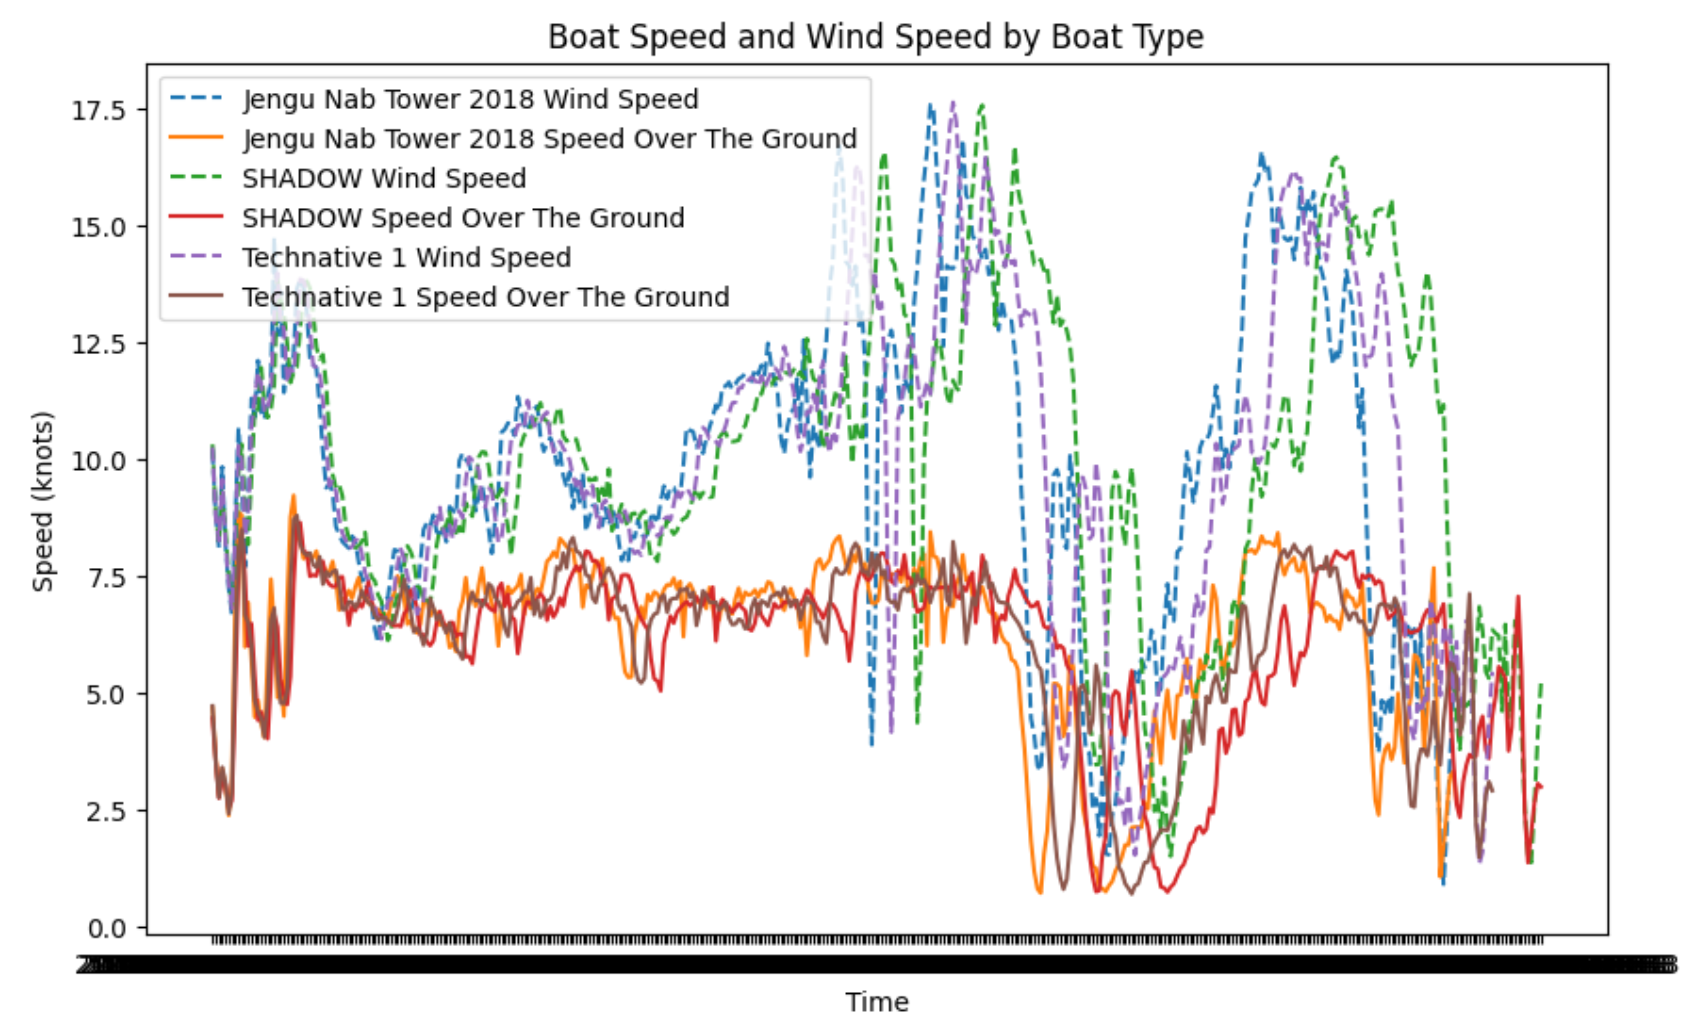 Boat Speed and Wind Speed by Boat Type
Jengu Nab Tower 2018 Wind Speed
Jengu Nab Tower 2018 Speed Over The Ground
SHADOW Wind Speed
SHADOW Speed Over The Ground
Technative 1 Wind Speed
Technative 1 Speed Over The Ground
17.5
15.0
12.5
10.0
7.5
5.0
2.5
0.0
Speed (knots)
Time